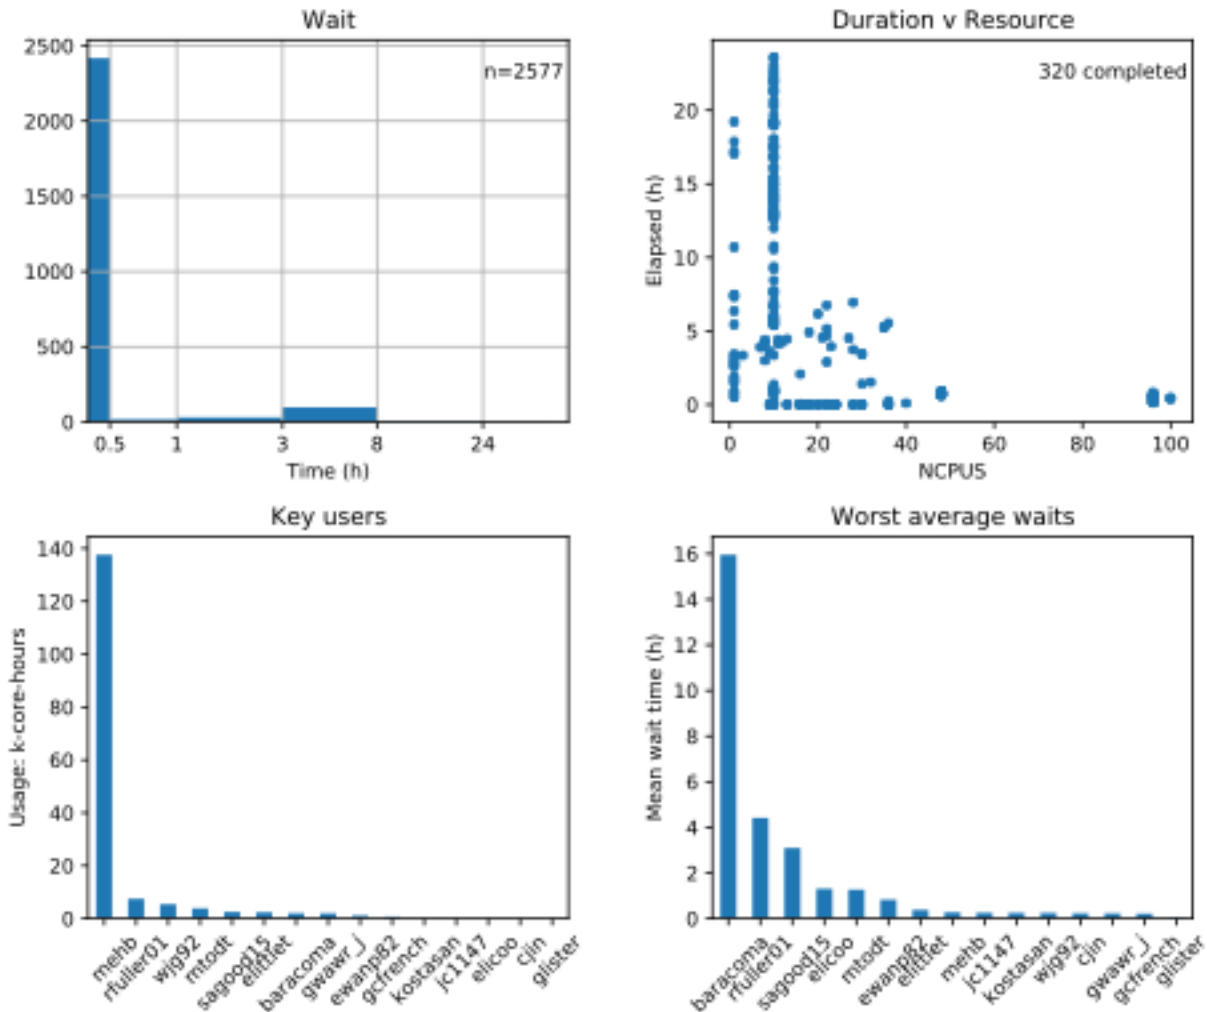 Wait
2500
2000
1500
1000
500
0
n=2577
0.5 1 3 8 24
Time (h)
Duration v Resource
Elapsed (h)
20
15
10
5
0
320 completed
0 20 40 60 80 100
NCPUS
Key users
Usage: k-core-hours
140
120
100
80
60
40
20
0
mehb
rfuller01
wjg92
mtodt
sagood15
elittlet
baracoma
gwawr_j
ewanp82
gcfrench
kostasan
jc1147
elicoo
cjin
glister
Worst average waits
Mean wait time (h)
16
14
12
10
8
6
4
2
0
baracoma
rfuller01
sagood15
elicoo
mtodt
ewanp82
elittlet
mehb
jc1147
kostasan
wjg92
cjin
gwawr_j
gcfrench
glister